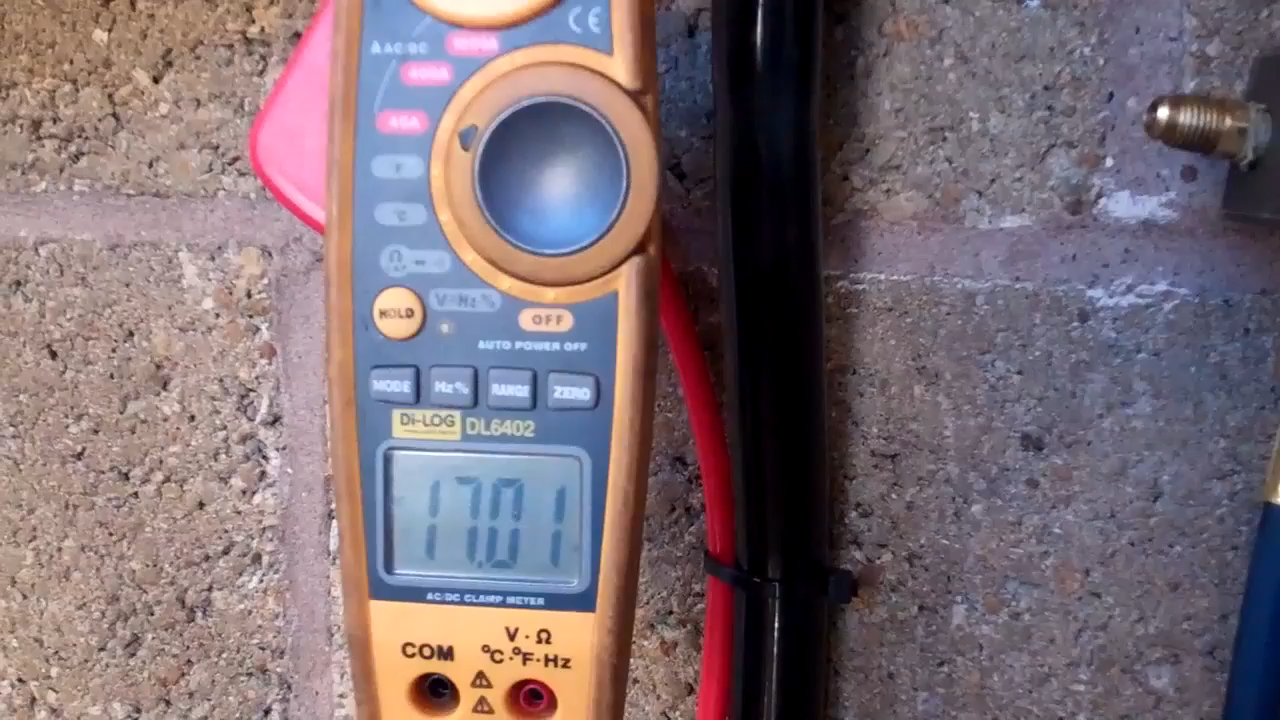 CE
AC/DC 1000A
400A
40A
°F
°C
Ω
HOLD V Hz%
OFF
AUTO POWER OFF
MODE Hz% RANGE ZERO
Di-LOG DL6402
17.01
AC/DC CLAMP METER
V·Ω
COM °C·°F·Hz